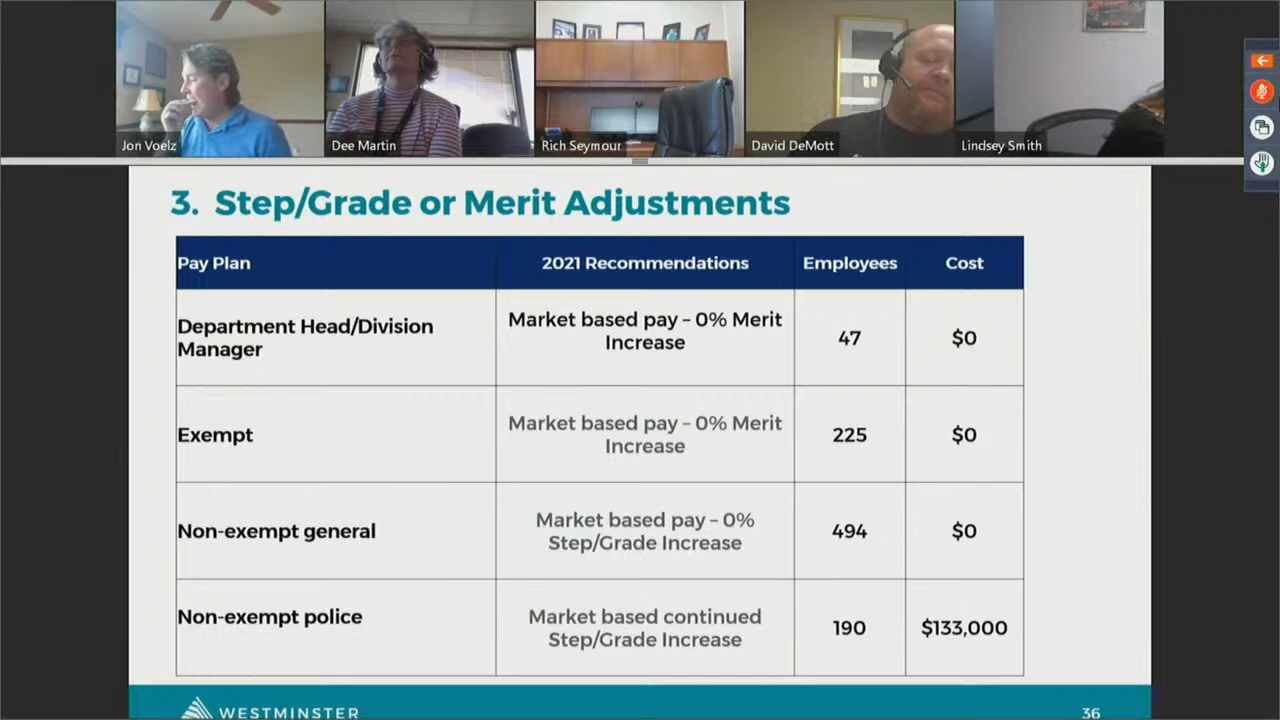 Jon Voelz
Dee Martin
Rich Seymour
David DeMott
Lindsey Smith
3. Step/Grade or Merit Adjustments
Pay Plan
2021 Recommendations
Employees
Cost
Department Head/Division
Manager
Market based pay – 0% Merit
Increase
47
$0
Exempt
Market based pay – 0% Merit
Increase
225
$0
Non-exempt general
Market based pay – 0%
Step/Grade Increase
494
$0
Non-exempt police
Market based continued
Step/Grade Increase
190
$133,000
WESTMINSTER
36